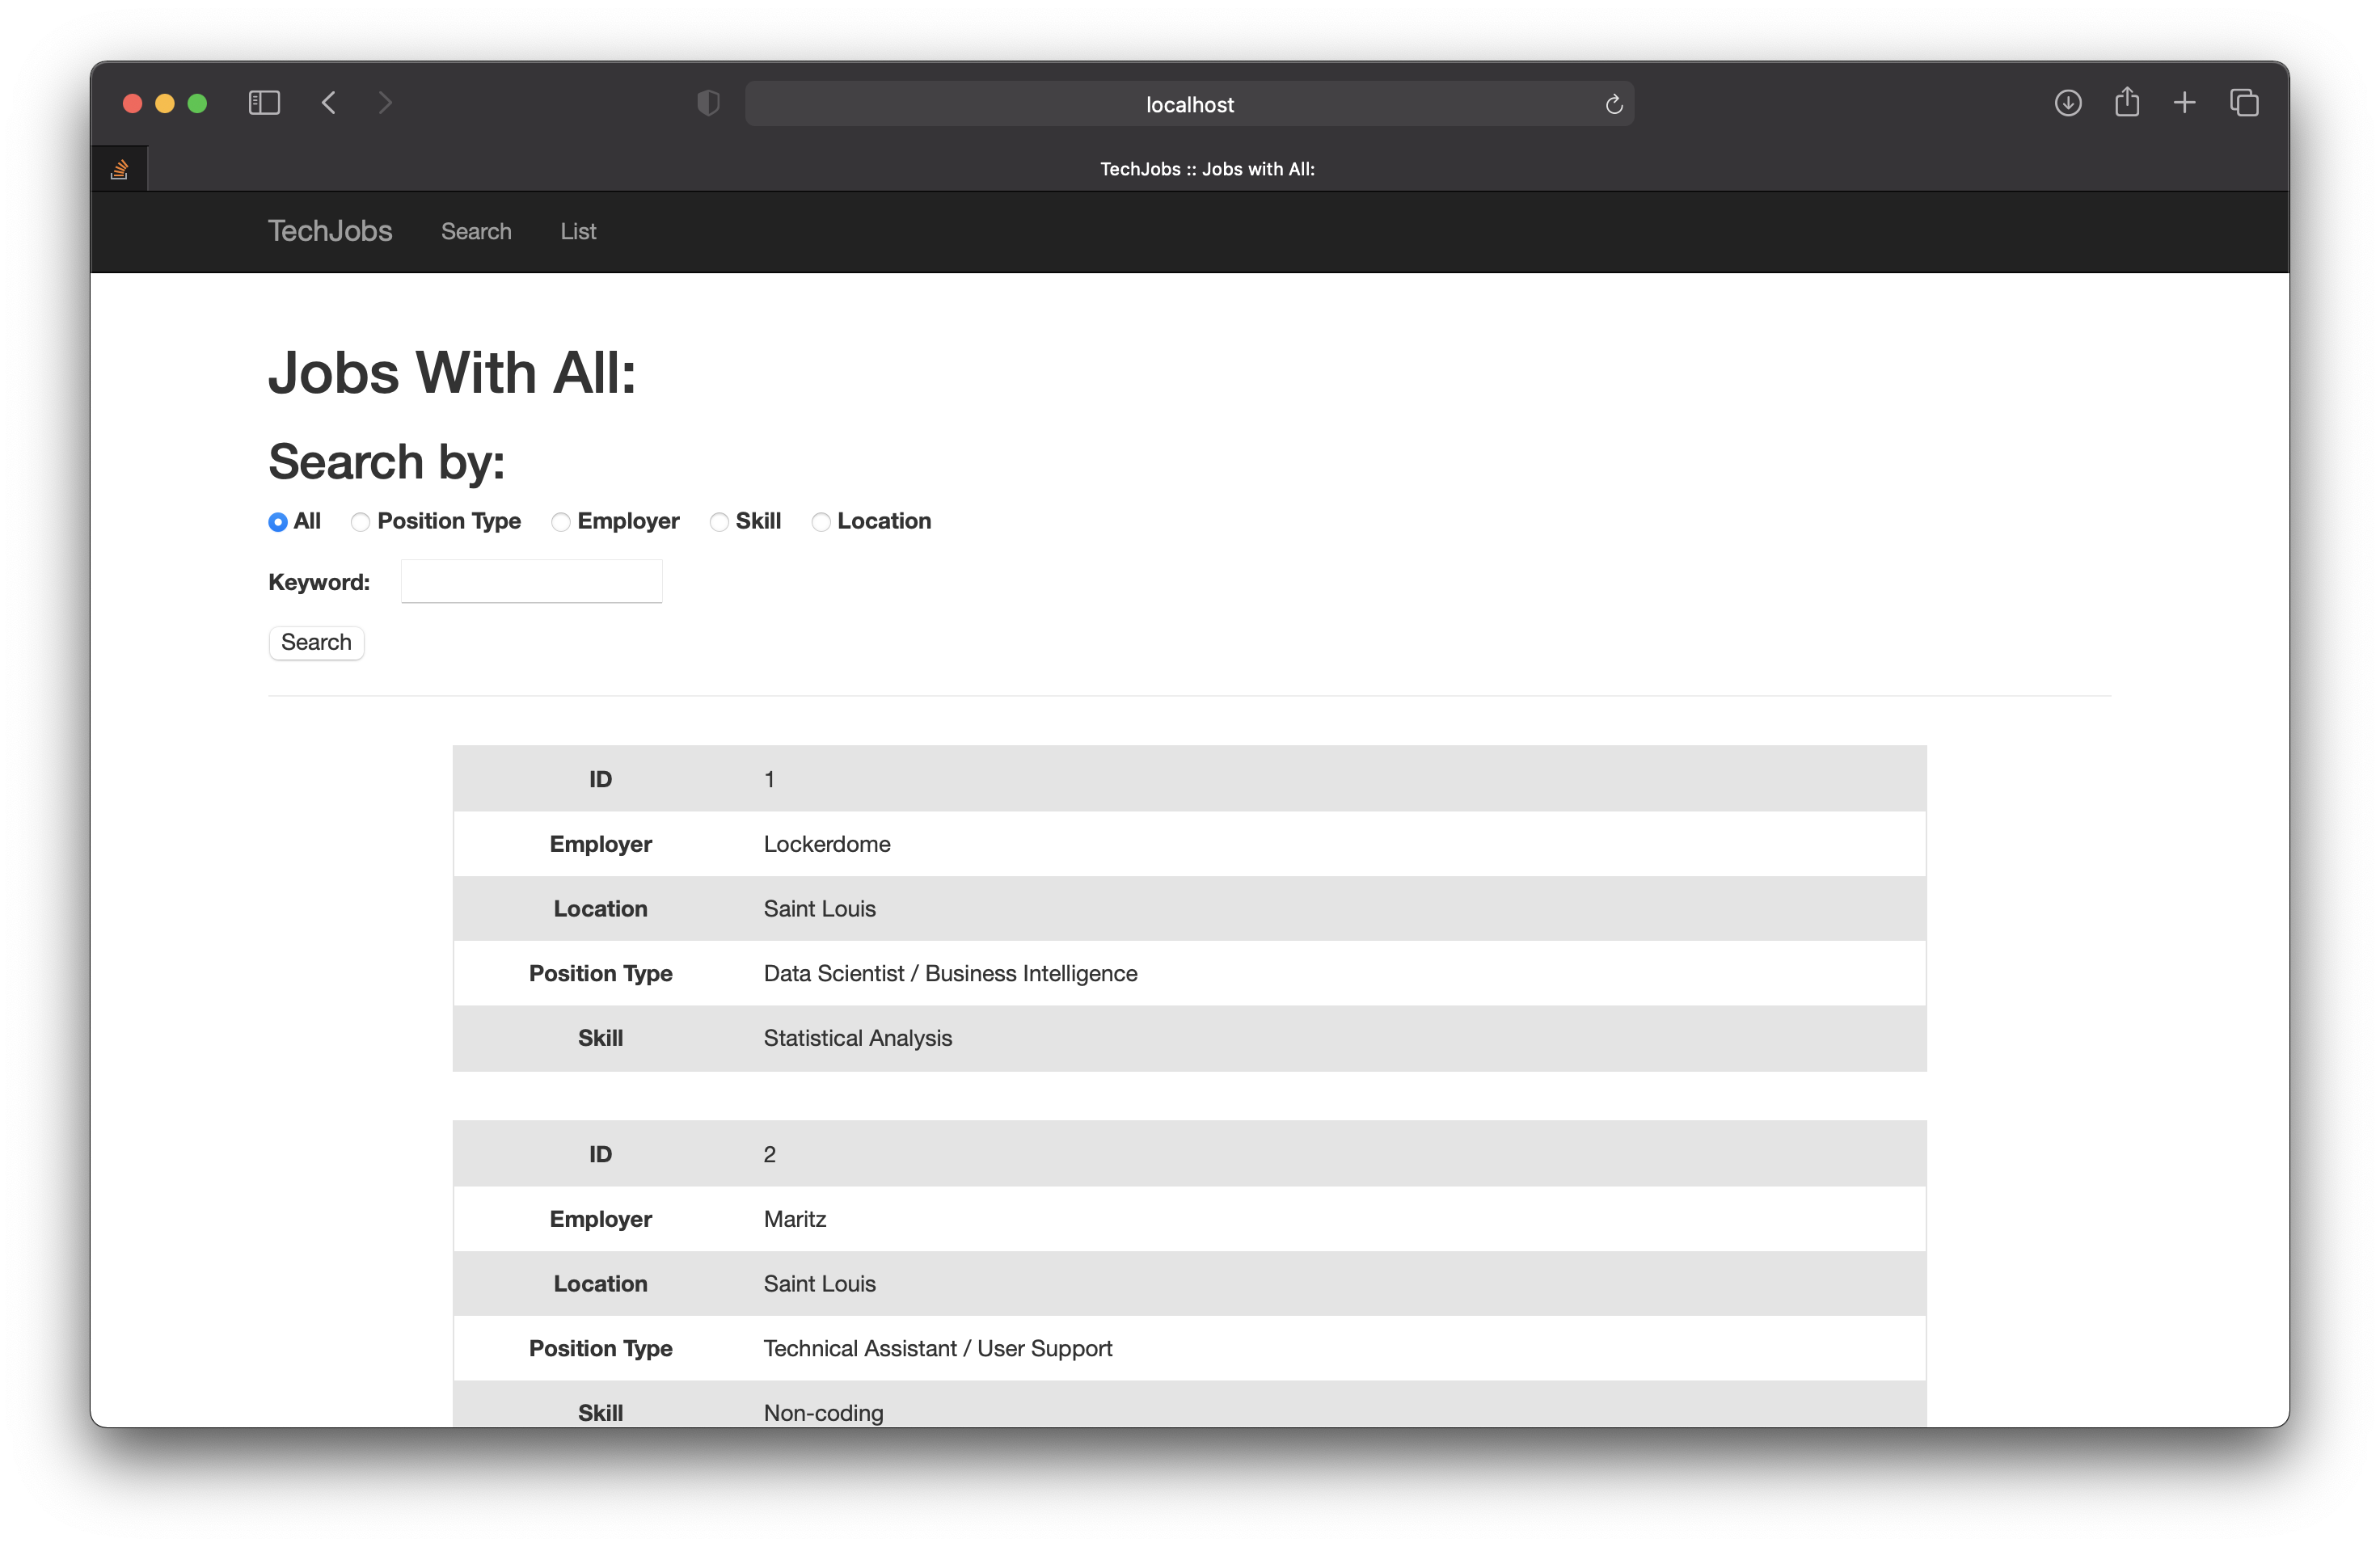 localhost
TechJobs :: Jobs with All:
TechJobs Search List
Jobs With All:
Search by:
All Position Type Employer Skill Location
Keyword:
Search
ID 1
Employer Lockerdome
Location Saint Louis
Position Type Data Scientist / Business Intelligence
Skill Statistical Analysis
ID 2
Employer Maritz
Location Saint Louis
Position Type Technical Assistant / User Support
Skill Non-coding